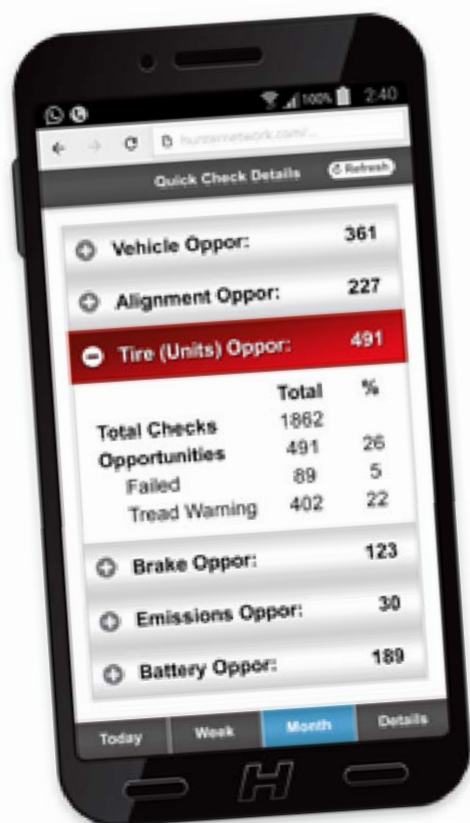 100% 2:40
hunternetwork.com/...
Quick Check Details Refresh
Vehicle Oppor: 361
Alignment Oppor: 227
Tire (Units) Oppor: 491
Total %
Total Checks 1862
Opportunities 491 26
Failed 89 5
Tread Warning 402 22
Brake Oppor: 123
Emissions Oppor: 30
Battery Oppor: 189
Today Week Month Details
H